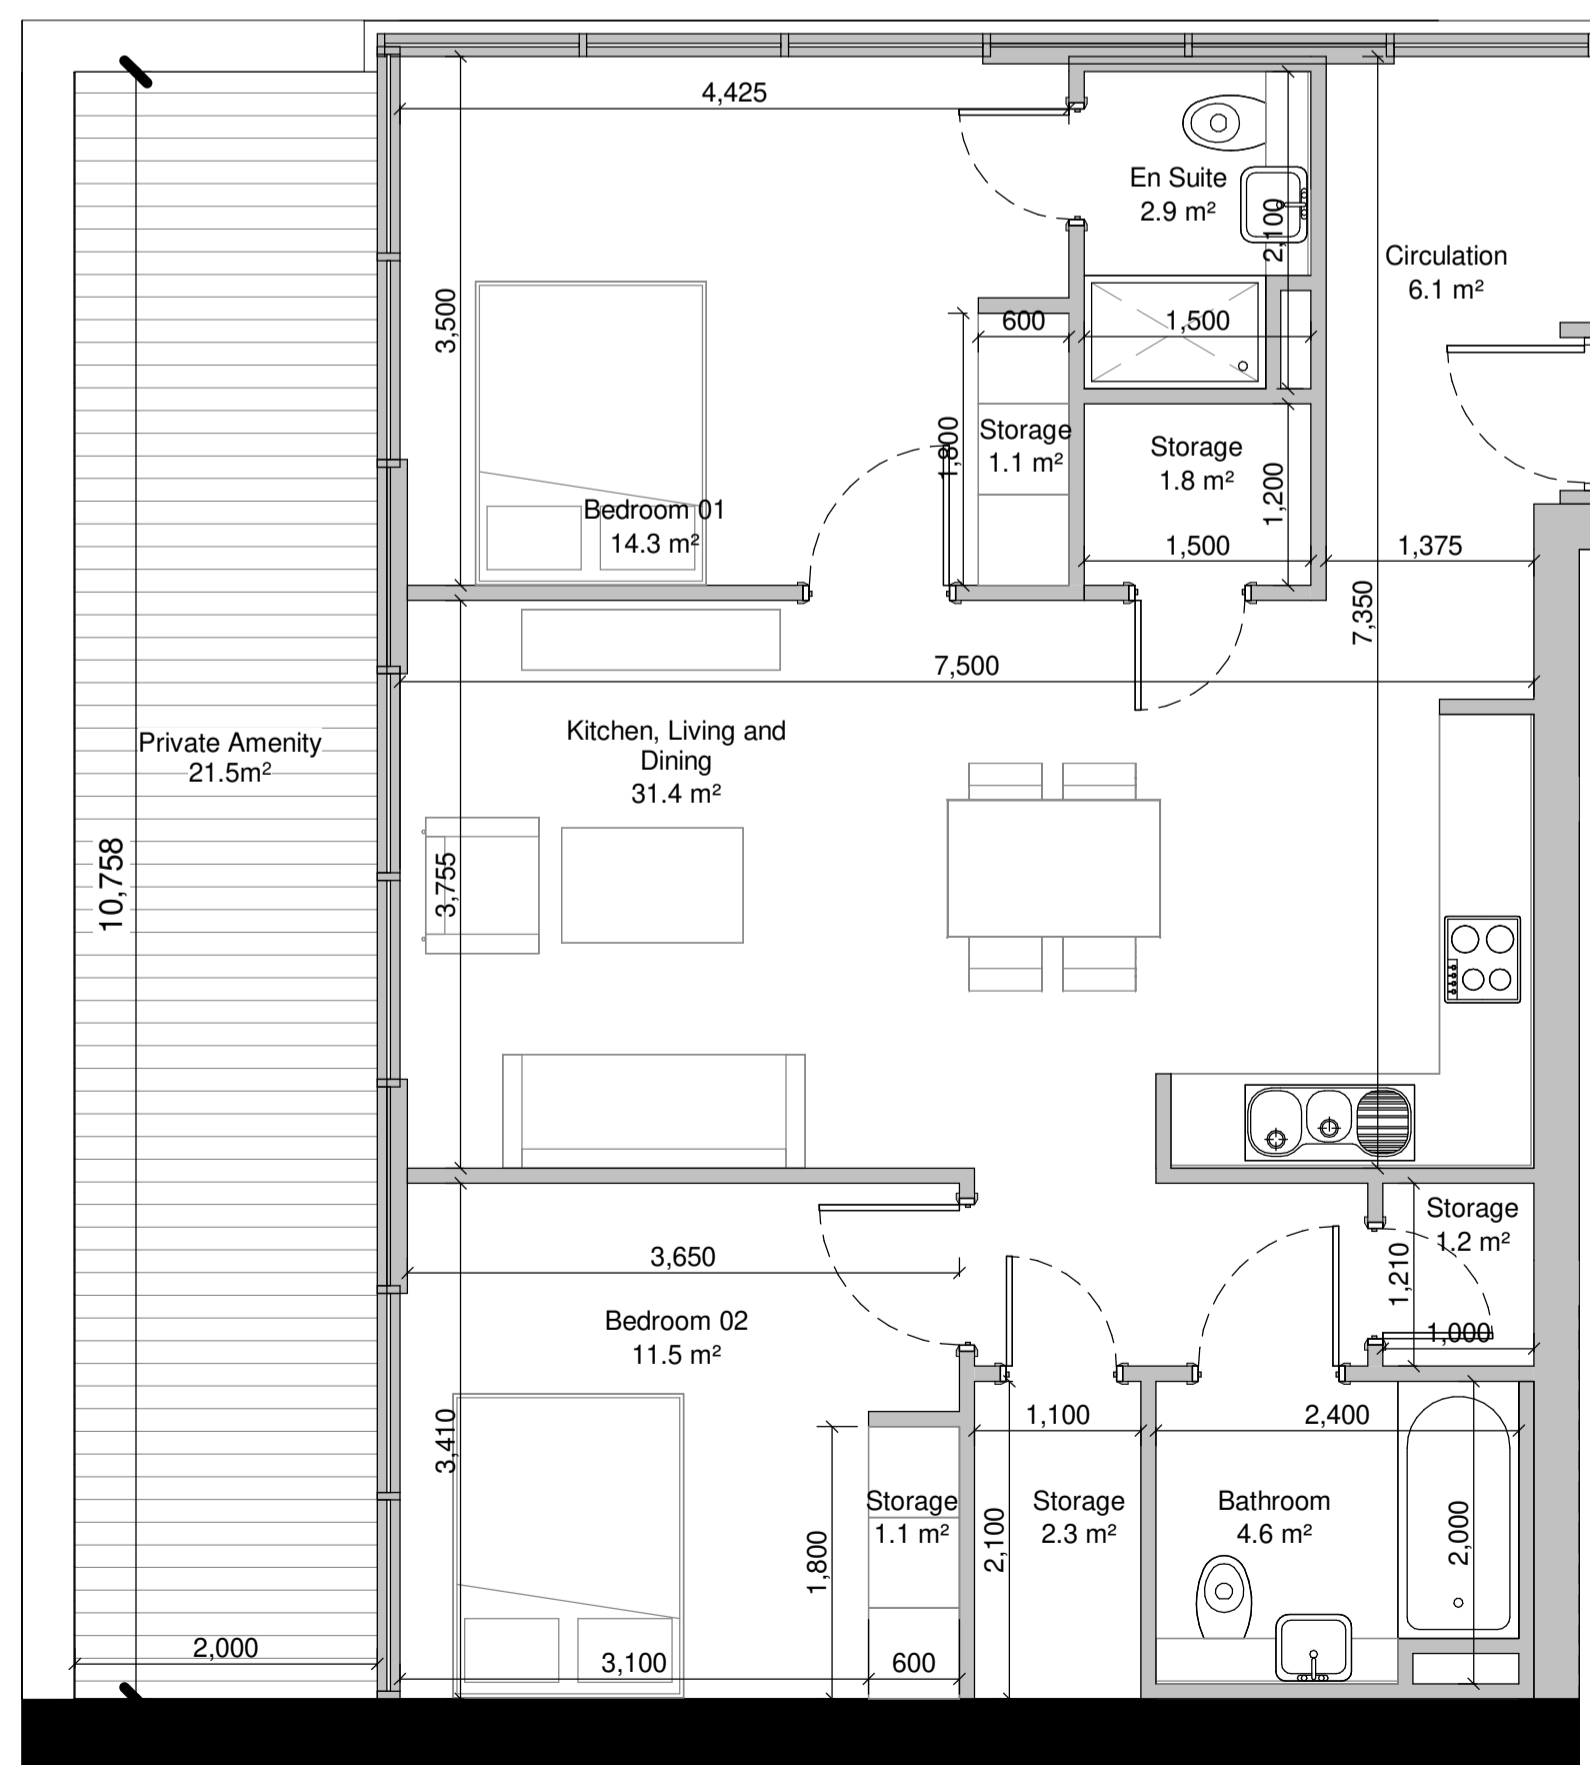 4,425
En Suite
2.9 m²
2,100
Circulation
6.1 m²
3,500
600
1,500
1,800
Storage
1.1 m²
Storage
1.8 m²
1,200
Bedroom 01
14.3 m²
1,500
1,375
7,350
7,500
Private Amenity
21.5m²
Kitchen, Living and
Dining
31.4 m²
10,758
3,755
3,650
Storage
1.2 m²
1,210
1,000
Bedroom 02
11.5 m²
3,410
1,100
2,400
Storage
1.1 m²
Storage
2.3 m²
Bathroom
4.6 m²
1,800
2,100
2,000
2,000
3,100
600